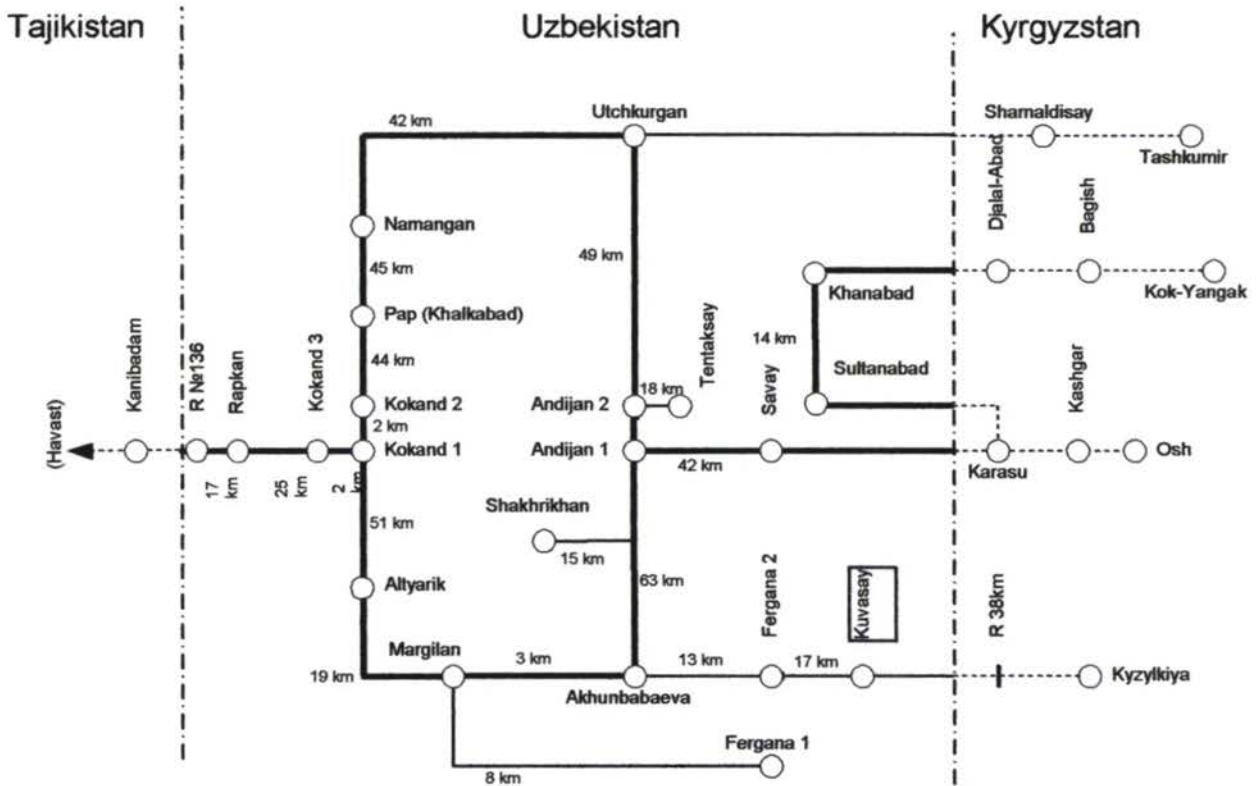 Tajikistan
Uzbekistan
Kyrgyzstan
42 km
Utchkurgan
Shamaldisay
Tashkumir
Djalal-Abad
Bagish
Namangan
49 km
45 km
Khanabad
Kok-Yangak
Pap (Khalkabad)
14 km
Kanibadam
R №136
Rapkan
Kokand 3
44 km
Tentaksay
Savay
Sultanabad
Kashgar
18 km
Kokand 2
Andijan 2
2 km
(Havast)
Kokand 1
Andijan 1
42 km
Karasu
Osh
17 km
25 km
2 km
Shakhrikhan
51 km
15 km
63 km
Altyarik
Fergana 2
Kuvasay
R 38km
Margilan
3 km
13 km
17 km
19 km
Akhunbabaeva
Kyzylkiya
Fergana 1
8 km